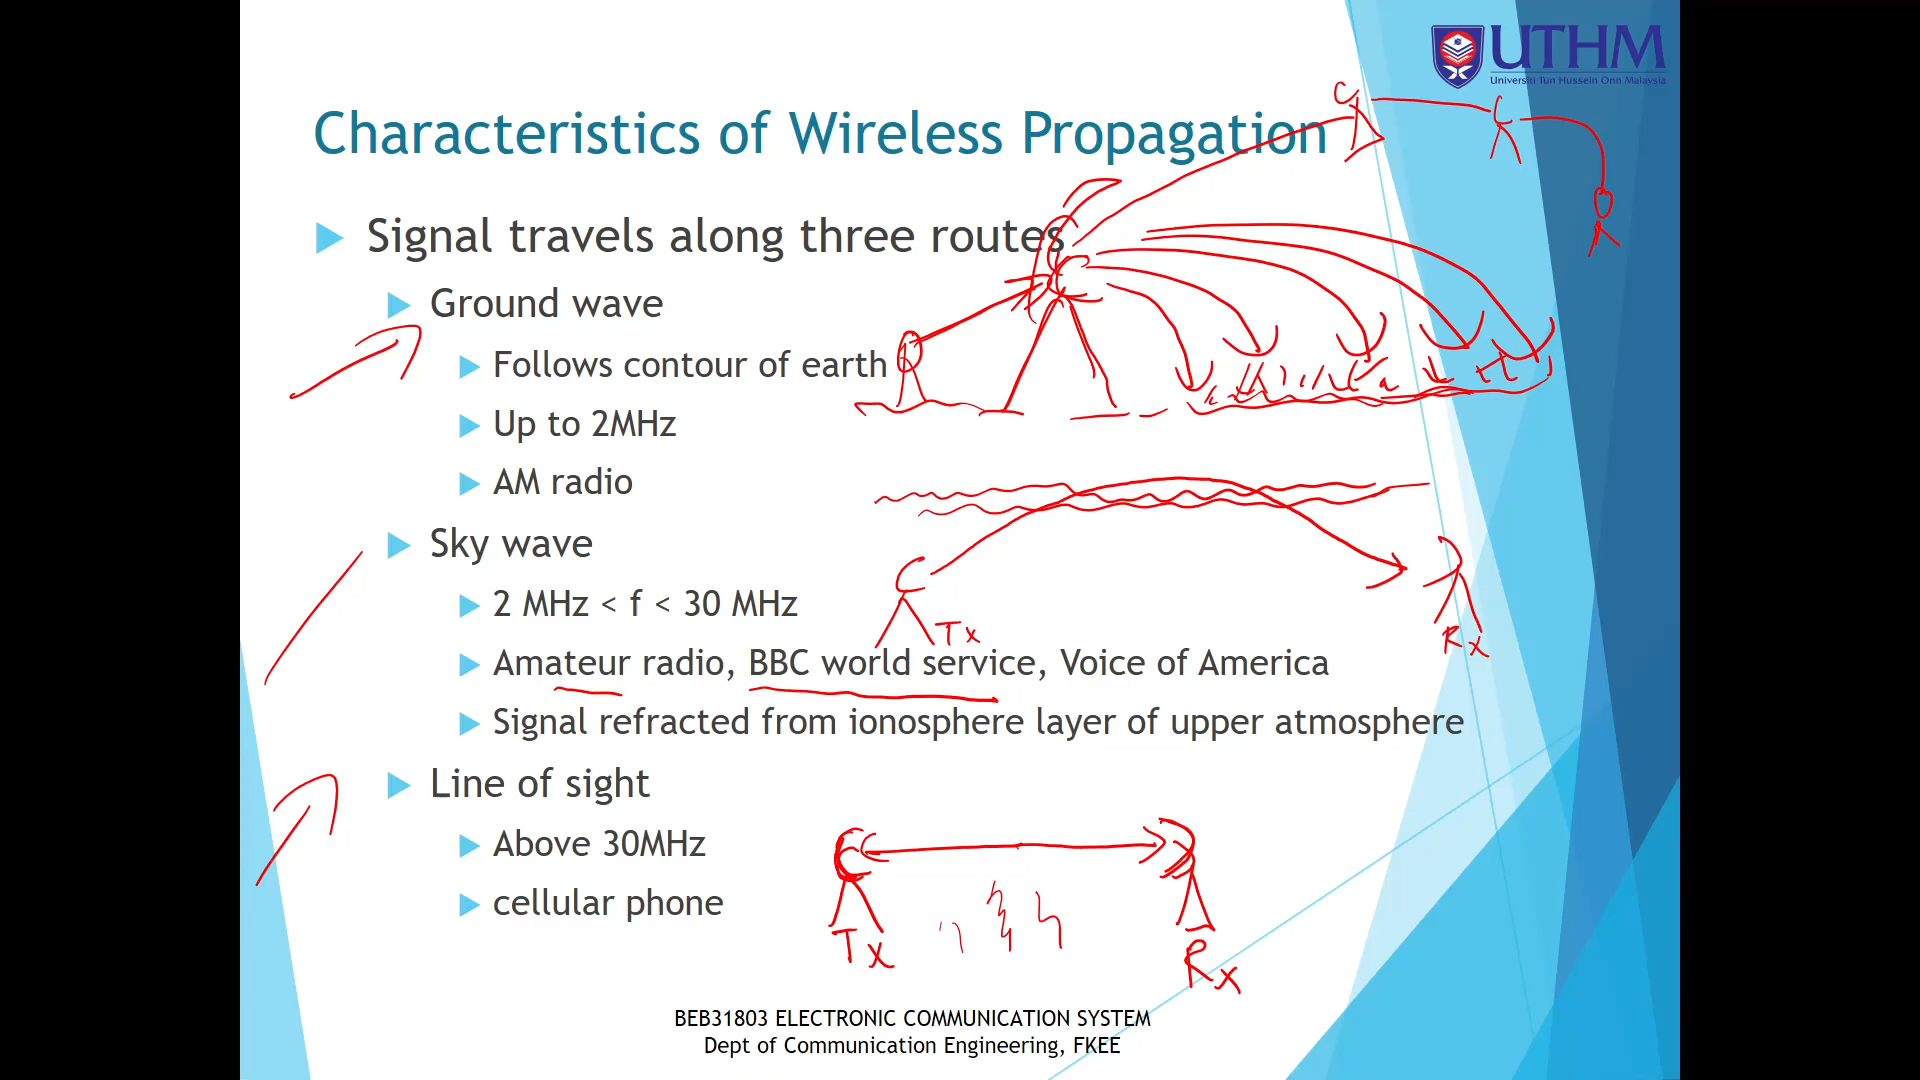 UTHM
Universiti Tun Hussein Onn Malaysia
Characteristics of Wireless Propagation
Signal travels along three routes
Ground wave
Follows contour of earth
Up to 2MHz
AM radio
Sky wave
2 MHz < f < 30 MHz
Tx
Rx
Amateur radio, BBC world service, Voice of America
Signal refracted from ionosphere layer of upper atmosphere
Line of sight
Above 30MHz
cellular phone
Tx
Rx
BEB31803 ELECTRONIC COMMUNICATION SYSTEM
Dept of Communication Engineering, FKEE